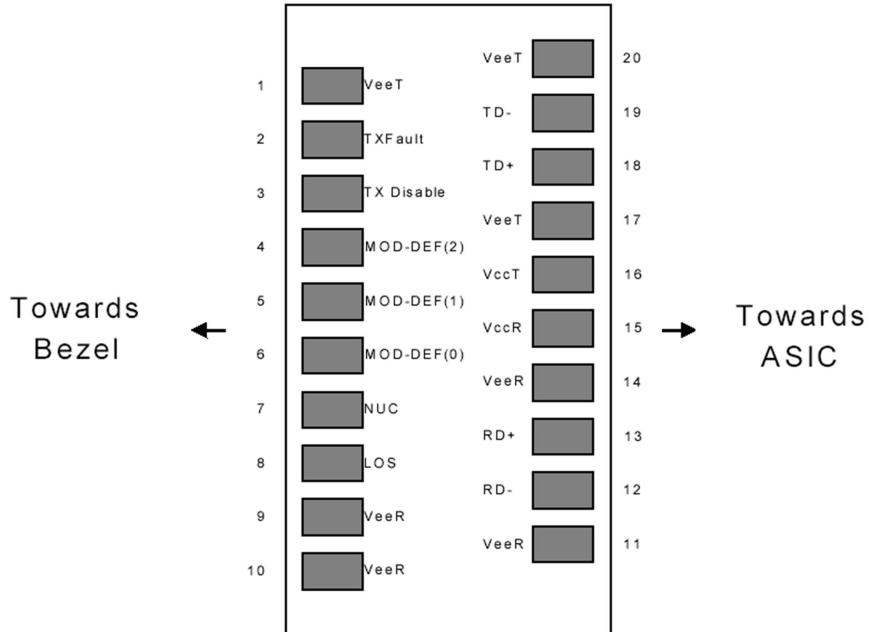 VeeT 20
1 VeeT
TD- 19
2 TXFault
TD+ 18
3 TX Disable
VeeT 17
4 MOD-DEF(2)
VccT 16
5 MOD-DEF(1)
Towards
Bezel
VccR 15
Towards
ASIC
6 MOD-DEF(0)
VeeR 14
7 NUC
RD+ 13
8 LOS
RD- 12
9 VeeR
VeeR 11
10 VeeR